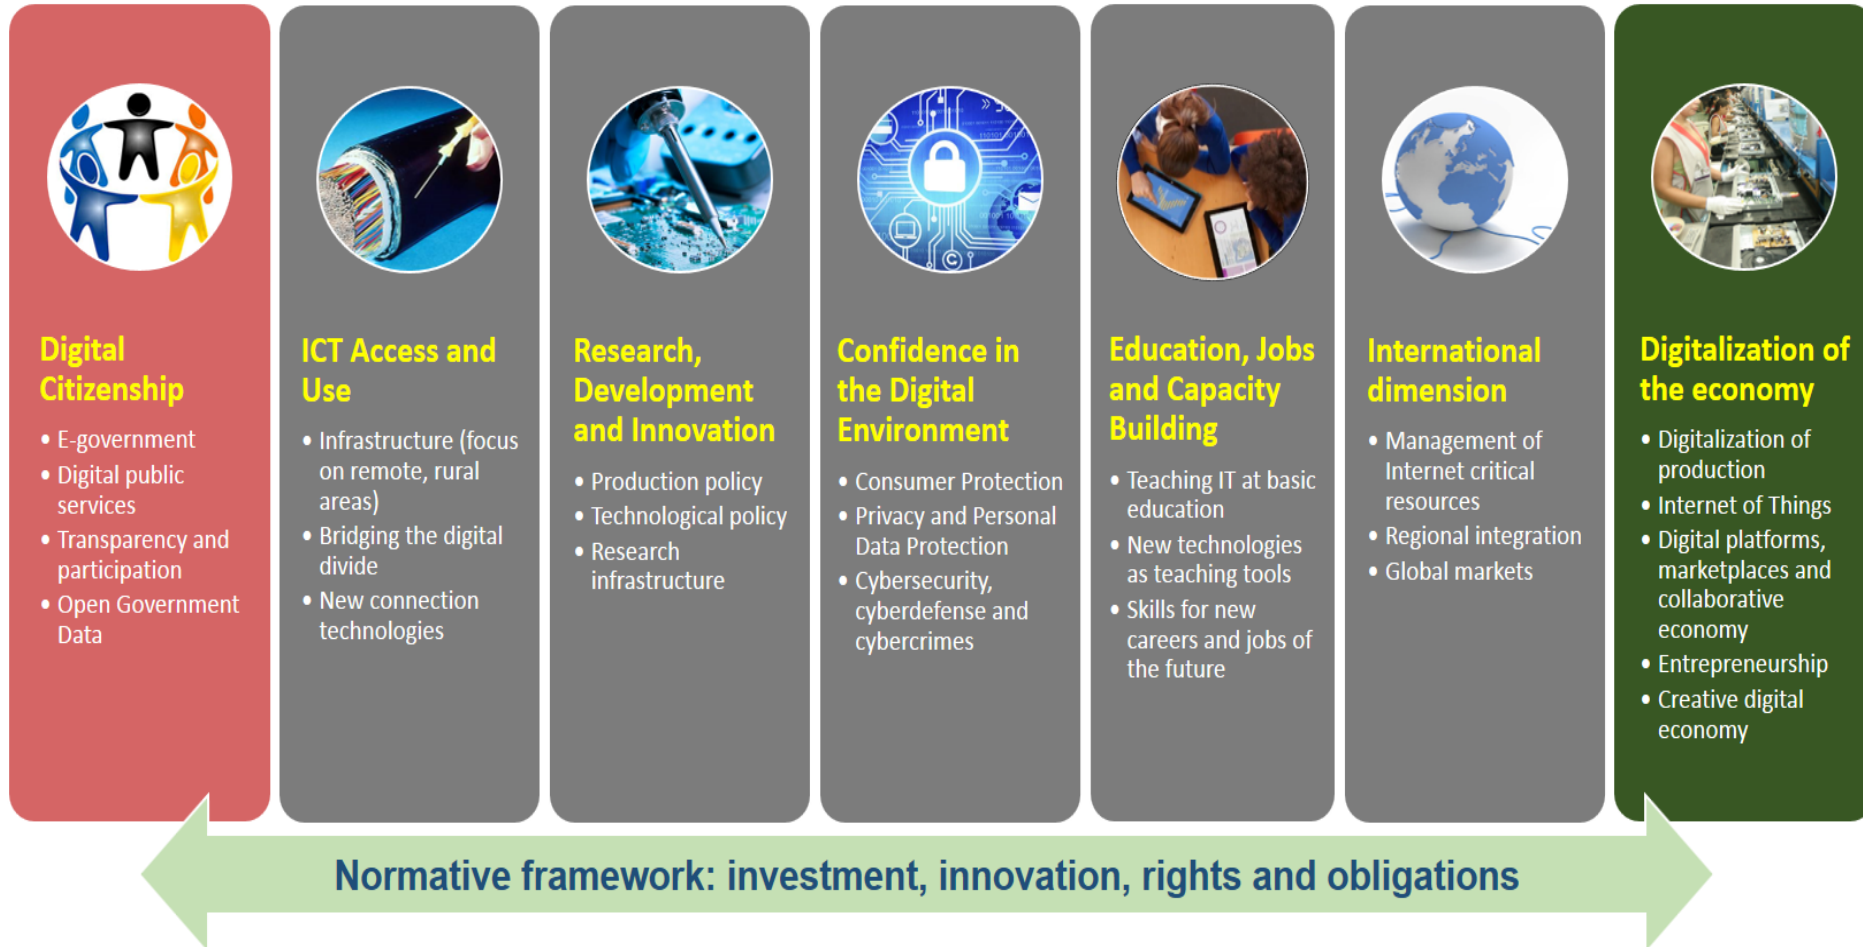 Digital
Citizenship
• E-government
• Digital public
services
• Transparency and
participation
• Open Government
Data
ICT Access and
Use
• Infrastructure (focus
on remote, rural
areas)
• Bridging the digital
divide
• New connection
technologies
Research,
Development
and Innovation
• Production policy
• Technological policy
• Research
infrastructure
Confidence in
the Digital
Environment
• Consumer Protection
• Privacy and Personal
Data Protection
• Cybersecurity,
cyberdefense and
cybercrimes
Education, Jobs
and Capacity
Building
• Teaching IT at basic
education
• New technologies
as teaching tools
• Skills for new
careers and jobs of
the future
International
dimension
• Management of
Internet critical
resources
• Regional integration
• Global markets
Digitalization of
the economy
• Digitalization of
production
• Internet of Things
• Digital platforms,
marketplaces and
collaborative
economy
• Entrepreneurship
• Creative digital
economy
Normative framework: investment, innovation, rights and obligations